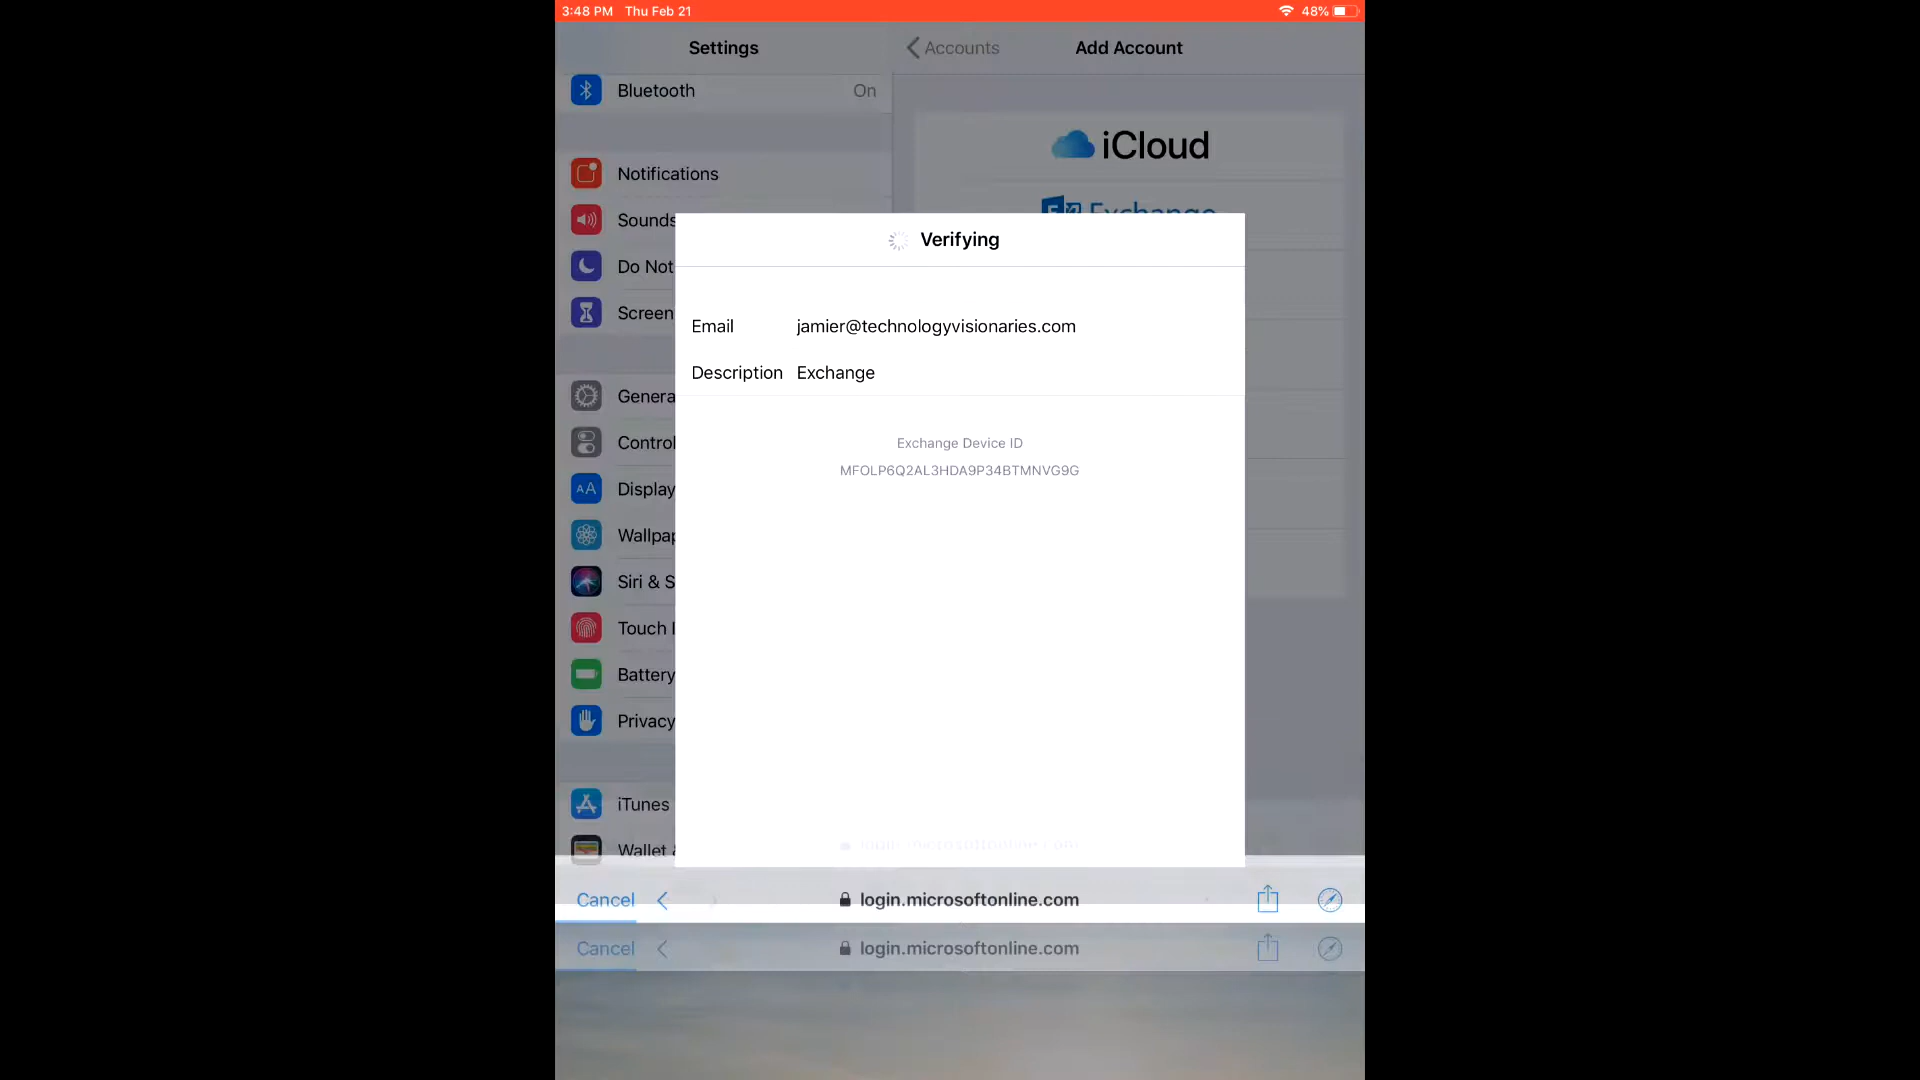 3:48 PM Thu Feb 21
48%
Settings
Accounts
Add Account
Bluetooth On
iCloud
Notifications
Exchange
Sounds
Verifying
Do Not
Screen
Email jamier@technologyvisionaries.com
Description Exchange
Genera
Control
Exchange Device ID
MFOLP6Q2AL3HDA9P34BTMNVG9G
AA Display
Wallpap
Siri & S
Touch I
Battery
Privacy
iTunes
Wallet &
login.microsoftonline.com
Cancel login.microsoftonline.com
Cancel login.microsoftonline.com